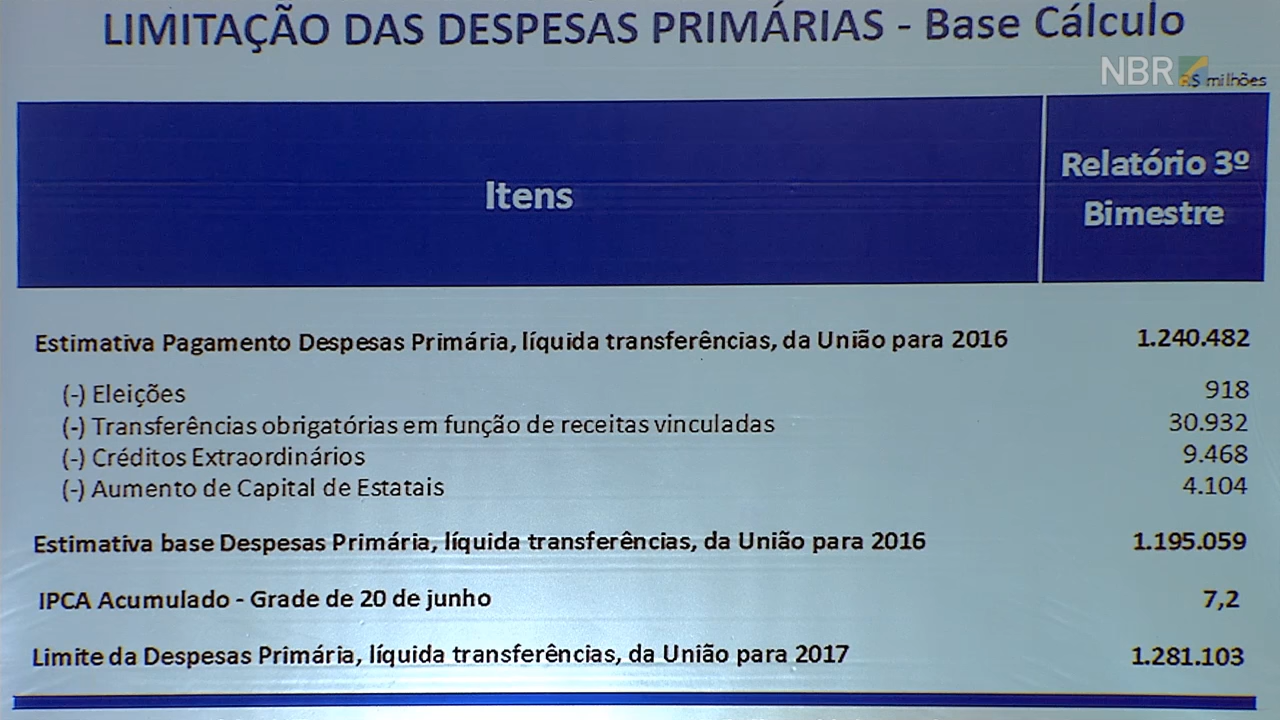 LIMITAÇÃO DAS DESPESAS PRIMÁRIAS - Base Cálculo
NBR
R$ milhões
Itens
Relatório 3º
Bimestre
Estimativa Pagamento Despesas Primária, líquida transferências, da União para 2016 1.240.482
(-) Eleições 918
(-) Transferências obrigatórias em função de receitas vinculadas 30.932
(-) Créditos Extraordinários 9.468
(-) Aumento de Capital de Estatais 4.104
Estimativa base Despesas Primária, líquida transferências, da União para 2016 1.195.059
IPCA Acumulado - Grade de 20 de junho 7,2
Limite da Despesas Primária, líquida transferências, da União para 2017 1.281.103